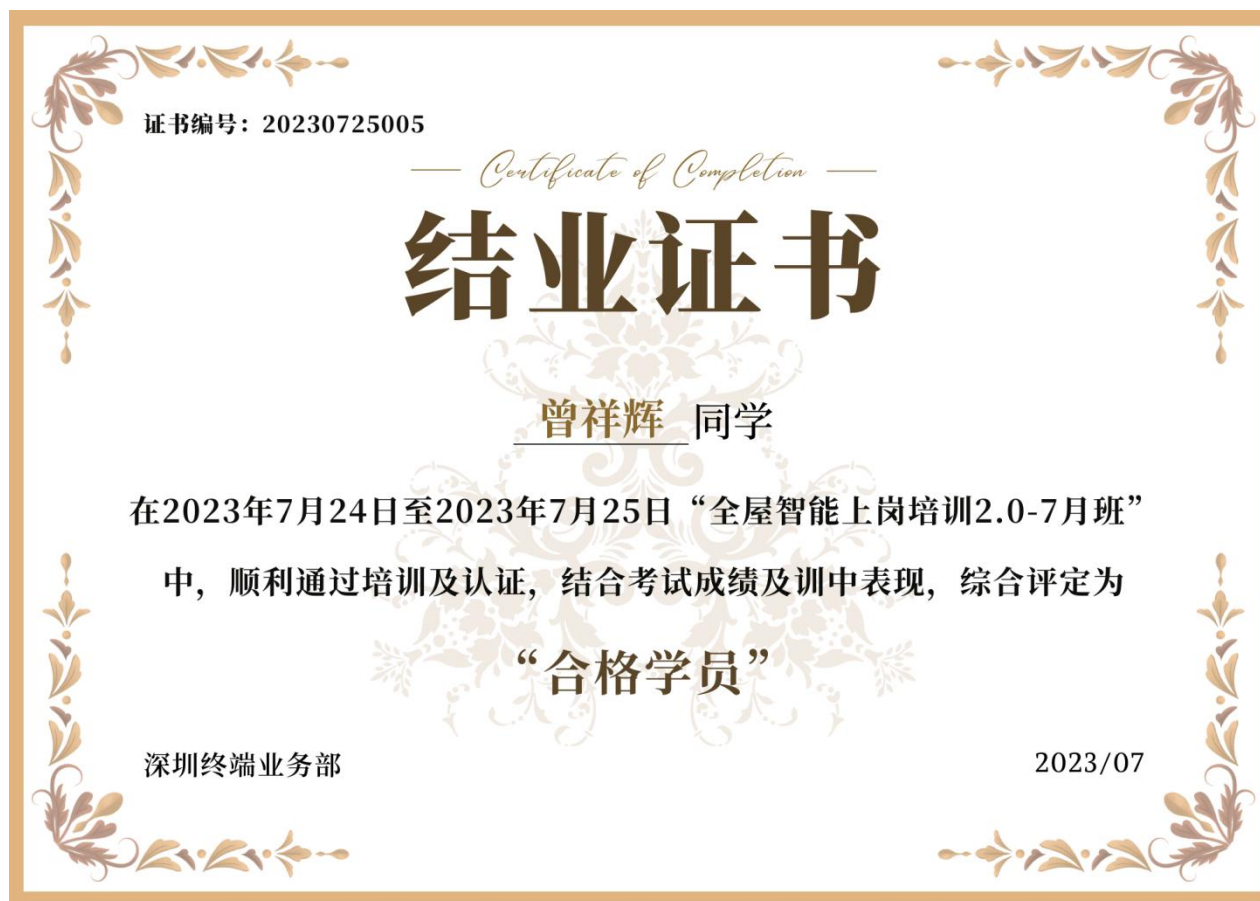 证书编号：20230725005
Certificate of Completion
结业证书
曾祥辉 同学
在2023年7月24日至2023年7月25日“全屋智能上岗培训2.0-7月班”
中，顺利通过培训及认证，结合考试成绩及训中表现，综合评定为
“合格学员”
深圳终端业务部
2023/07